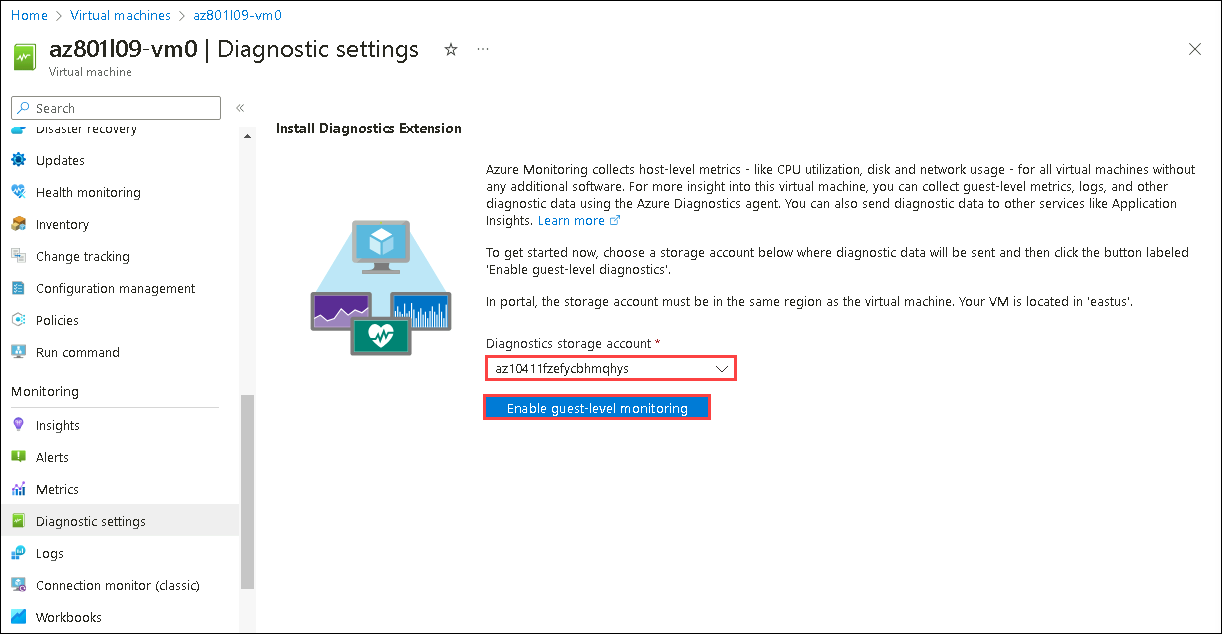 Home > Virtual machines > az801l09-vm0
az801l09-vm0 | Diagnostic settings
Virtual machine
Search
Disaster recovery
Updates
Health monitoring
Inventory
Change tracking
Configuration management
Policies
Run command
Monitoring
Insights
Alerts
Metrics
Diagnostic settings
Logs
Connection monitor (classic)
Workbooks
Install Diagnostics Extension
Azure Monitoring collects host-level metrics - like CPU utilization, disk and network usage - for all virtual machines without
any additional software. For more insight into this virtual machine, you can collect guest-level metrics, logs, and other
diagnostic data using the Azure Diagnostics agent. You can also send diagnostic data to other services like Application
Insights. Learn more
To get started now, choose a storage account below where diagnostic data will be sent and then click the button labeled
'Enable guest-level diagnostics'.
In portal, the storage account must be in the same region as the virtual machine. Your VM is located in 'eastus'.
Diagnostics storage account *
az10411fzefycbhmqhys
Enable guest-level monitoring